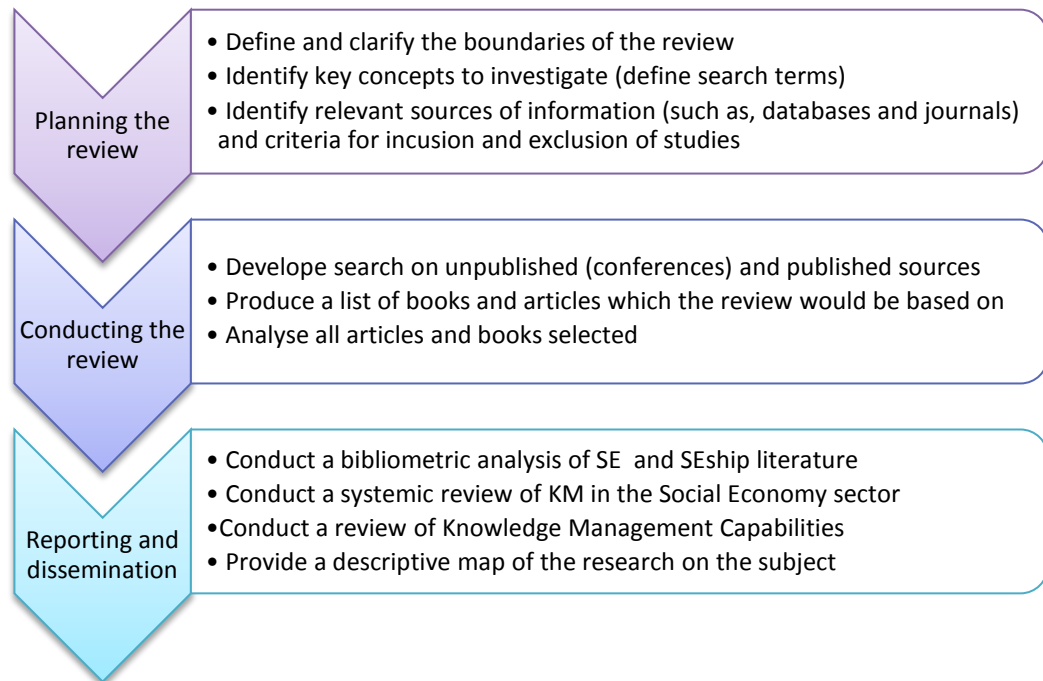 Planning the
review
• Define and clarify the boundaries of the review
• Identify key concepts to investigate (define search terms)
• Identify relevant sources of information (such as, databases and journals)
and criteria for incusion and exclusion of studies
Conducting the
review
• Develope search on unpublished (conferences) and published sources
• Produce a list of books and articles which the review would be based on
• Analyse all articles and books selected
Reporting and
dissemination
• Conduct a bibliometric analysis of SE and SEship literature
• Conduct a systemic review of KM in the Social Economy sector
•Conduct a review of Knowledge Management Capabilities
• Provide a descriptive map of the research on the subject